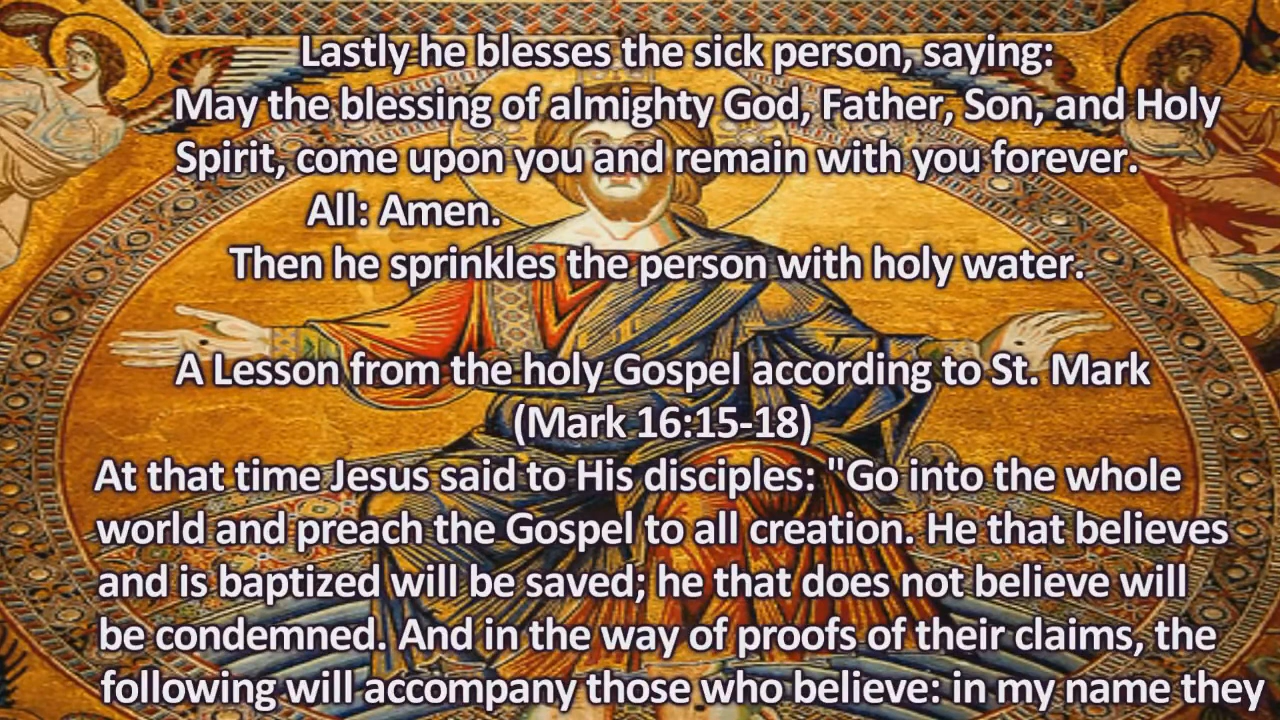 Lastly he blesses the sick person, saying:
May the blessing of almighty God, Father, Son, and Holy
Spirit, come upon you and remain with you forever.
All: Amen.
Then he sprinkles the person with holy water.
A Lesson from the holy Gospel according to St. Mark
(Mark 16:15-18)
At that time Jesus said to His disciples: "Go into the whole
world and preach the Gospel to all creation. He that believes
and is baptized will be saved; he that does not believe will
be condemned. And in the way of proofs of their claims, the
following will accompany those who believe: in my name they